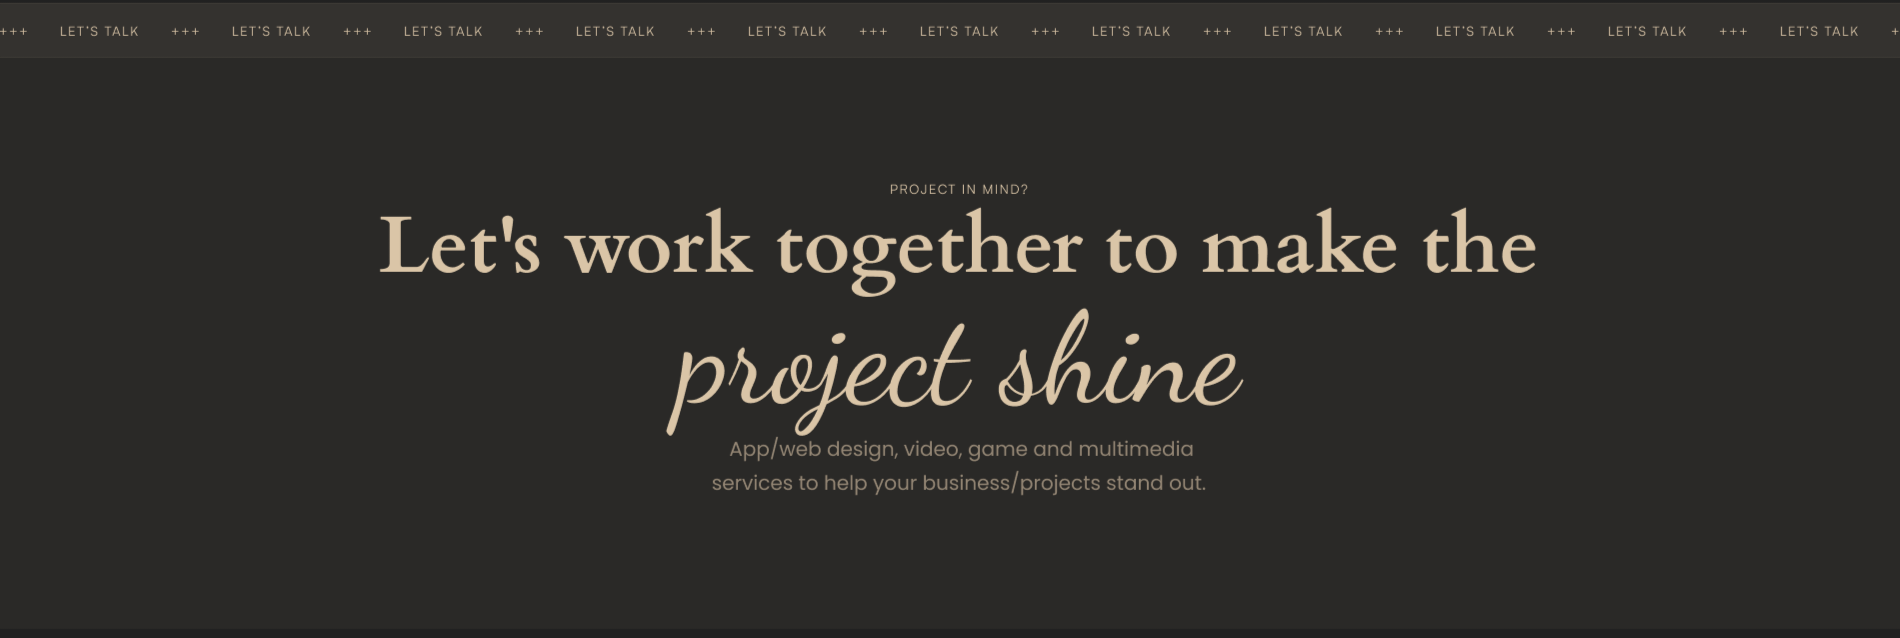 +++ LET'S TALK +++ LET'S TALK +++ LET'S TALK +++ LET'S TALK +++ LET'S TALK +++ LET'S TALK +++ LET'S TALK +++ LET'S TALK +++ LET'S TALK +++ LET'S TALK +++ LET'S TALK +
PROJECT IN MIND?
Let's work together to make the
project shine
App/web design, video, game and multimedia
services to help your business/projects stand out.